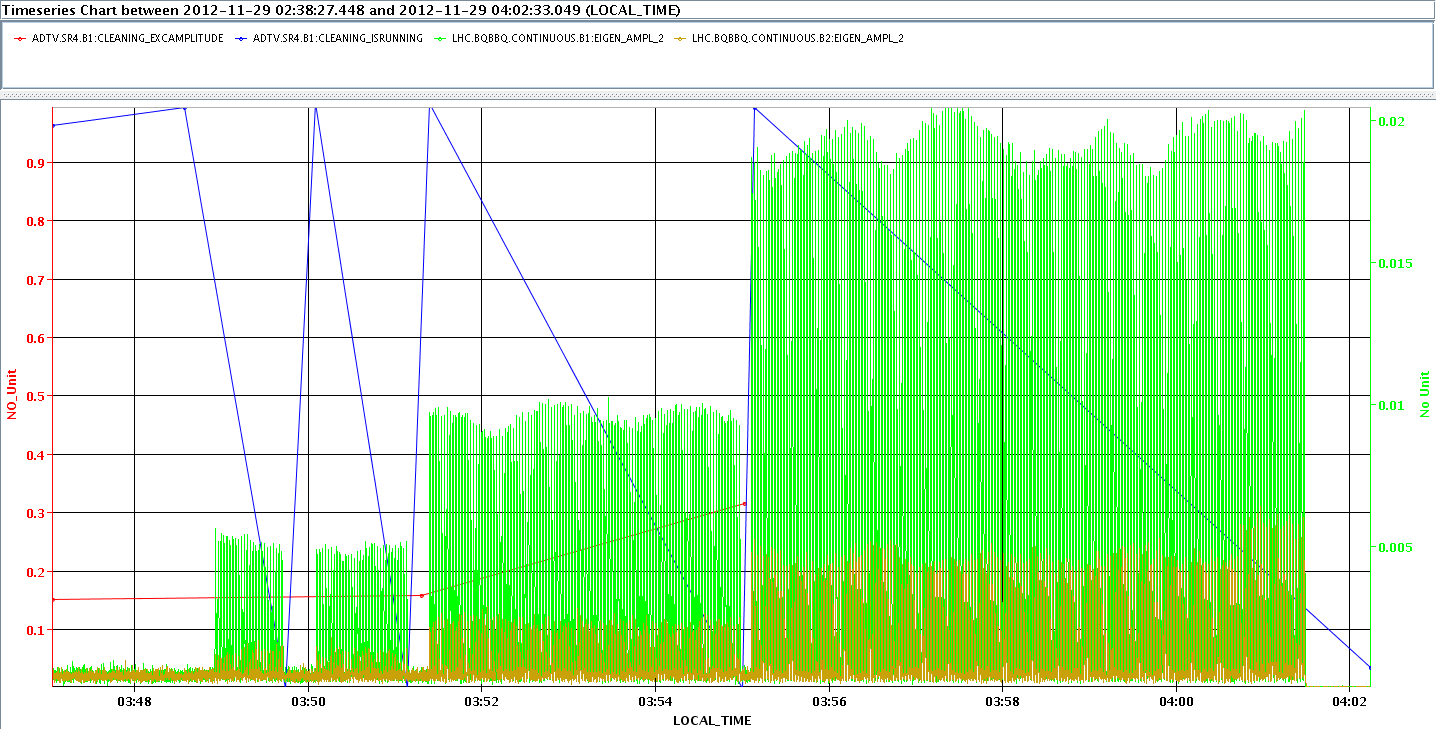 Timeseries Chart between 2012-11-29 02:38:27.448 and 2012-11-29 04:02:33.049 (LOCAL_TIME)
ADTV.SR4.B1:CLEANING_EXCAMPLITUDE ADTV.SR4.B1:CLEANING_ISRUNNING LHC.BQBBQ.CONTINUOUS.B1:EIGEN_AMPL_2 LHC.BQBBQ.CONTINUOUS.B2:EIGEN_AMPL_2
0.9
0.8
0.7
0.6
0.5
0.4
0.3
0.2
0.1
NO_Unit
0.02
0.015
0.01
0.005
No Unit
03:48 03:50 03:52 03:54 03:56 03:58 04:00 04:02
LOCAL_TIME